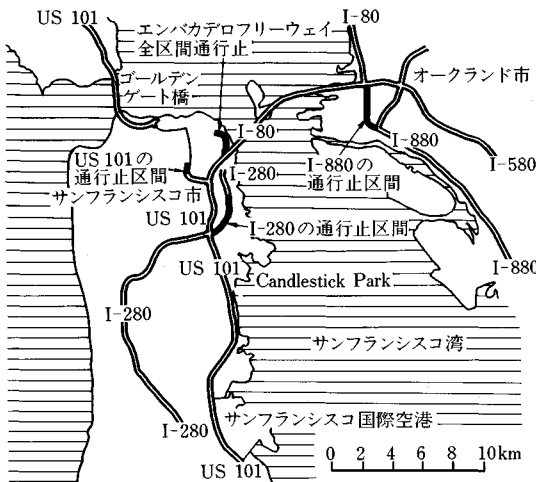 US 101
エンバカデロフリーウェイ
全区間通行止
I-80
ゴールデン
ゲート橋
オークランド市
I-80
I-880
US 101の
通行止区間
I-280
I-880の
通行止区間
I-580
サンフランシスコ市
US 101
I-280の通行止区間
US 101
I-880
Candlestick Park
I-280
サンフランシスコ湾
I-280
サンフランシスコ国際空港
US 101
0 2 4 6 8 10km